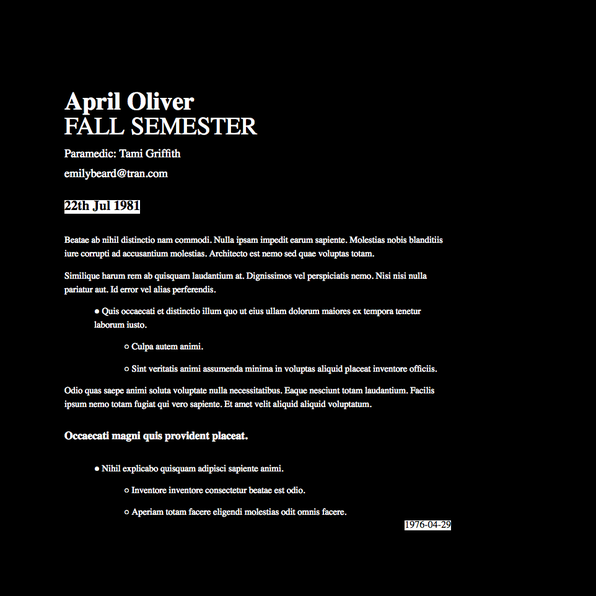 April Oliver
FALL SEMESTER
Paramedic: Tami Griffith
emilybeard@tran.com
22th Jul 1981
Beatae ab nihil distinctio nam commodi. Nulla ipsam impedit earum sapiente. Molestias nobis blanditiis
iure corrupti ad accusantium molestias. Architecto est nemo sed quae voluptas totam.
Similique harum rem ab quisquam laudantium at. Dignissimos vel perspiciatis nemo. Nisi nisi nulla
pariatur aut. Id error vel alias perferendis.
● Quis occaecati et distinctio illum quo ut eius ullam dolorum maiores ex tempora tenetur
laborum iusto.
○ Culpa autem animi.
○ Sint veritatis animi assumenda minima in voluptas aliquid placeat inventore officiis.
Odio quas saepe animi soluta voluptate nulla necessitatibus. Eaque nesciunt totam laudantium. Facilis
ipsum nemo totam fugiat qui vero sapiente. Et amet velit aliquid aliquid voluptatum.
Occaecati magni quis provident placeat.
● Nihil explicabo quisquam adipisci sapiente animi.
○ Inventore inventore consectetur beatae est odio.
○ Aperiam totam facere eligendi molestias odit omnis facere.
1976-04-29